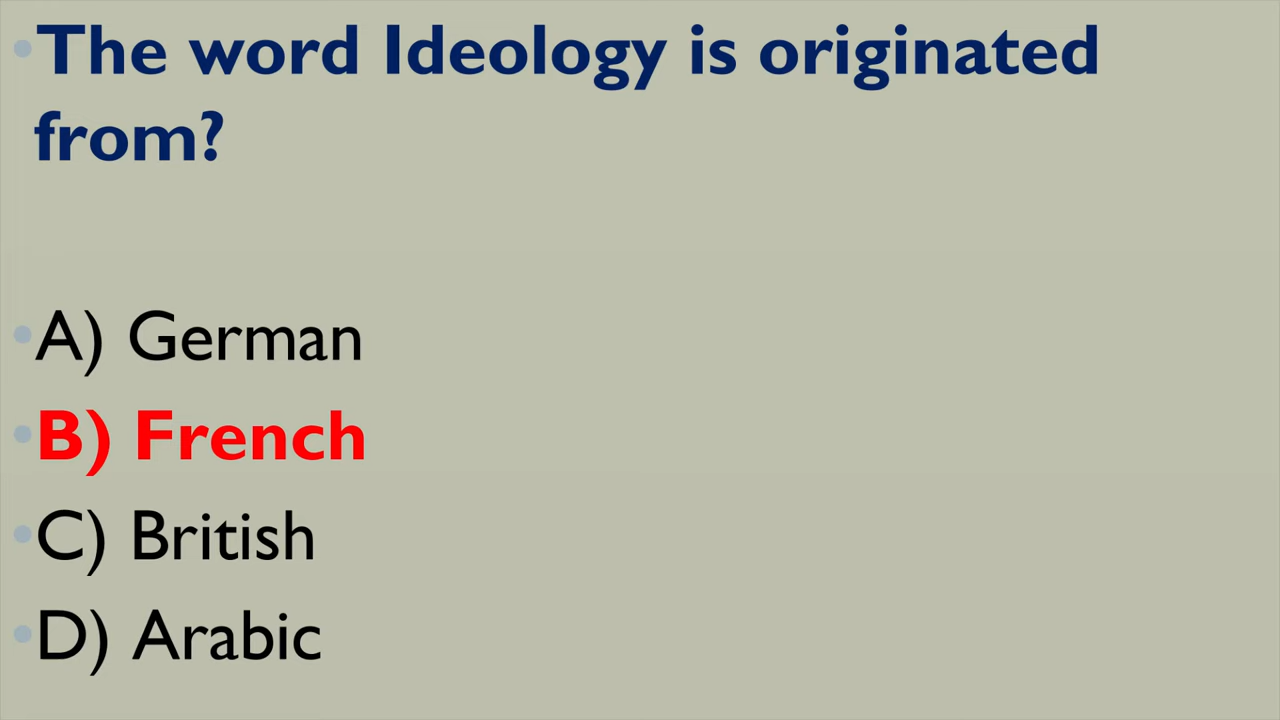 •The word Ideology is originated
from?
•A) German
•B) French
•C) British
•D) Arabic